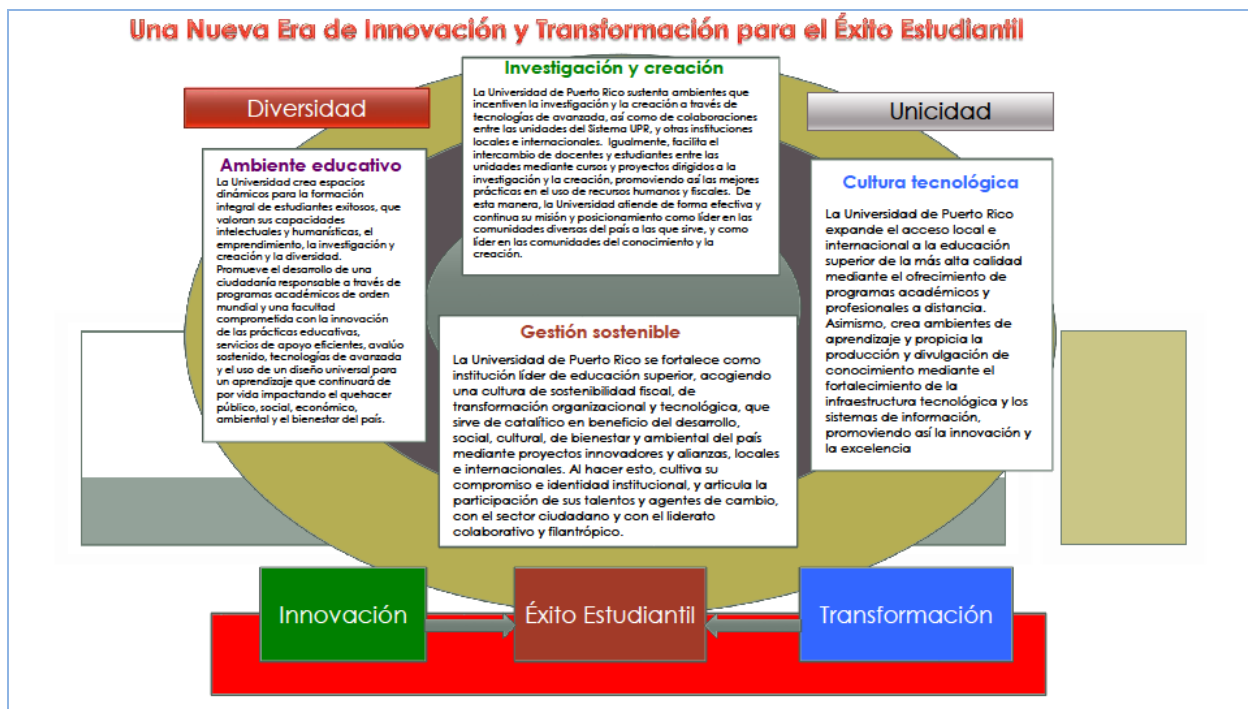 Una Nueva Era de Innovación y Transformación para el Éxito Estudiantil
Diversidad
Unicidad
Investigación y creación
La Universidad de Puerto Rico sustenta ambientes que
incentiven la investigación y la creación a través de
tecnologías de avanzada, así como de colaboraciones
entre las unidades del Sistema UPR, y otras instituciones
locales e internacionales. Igualmente, facilita el
intercambio de docentes y estudiantes entre las
unidades mediante cursos y proyectos dirigidos a la
investigación y la creación, promoviendo así las mejores
prácticas en el uso de recursos humanos y fiscales. De
esta manera, la Universidad atiende de forma efectiva y
continua su misión y posicionamiento como líder en las
comunidades diversas del país a las que sirve, y como
líder en las comunidades del conocimiento y la
creación.
Ambiente educativo
La Universidad crea espacios
dinámicos para la formación
integral de estudiantes exitosos, que
valoran sus capacidades
intelectuales y humanísticas, el
emprendimiento, la investigación y
creación y la diversidad.
Promueve el desarrollo de una
ciudadanía responsable a través de
programas académicos de orden
mundial y una facultad
comprometida con la innovación
de las prácticas educativas,
servicios de apoyo eficientes, avalúo
sostenido, tecnologías de avanzada
y el uso de un diseño universal para
un aprendizaje que continuará de
por vida impactando el quehacer
público, social, económico,
ambiental y el bienestar del país.
Cultura tecnológica
La Universidad de Puerto Rico
expande el acceso local e
internacional a la educación
superior de la más alta calidad
mediante el ofrecimiento de
programas académicos y
profesionales a distancia.
Asimismo, crea ambientes de
aprendizaje y propicia la
producción y divulgación de
conocimiento mediante el
fortalecimiento de la
infraestructura tecnológica y los
sistemas de información,
promoviendo así la innovación y
la excelencia
Gestión sostenible
La Universidad de Puerto Rico se fortalece como
institución líder de educación superior, acogiendo
una cultura de sostenibilidad fiscal, de
transformación organizacional y tecnológica, que
sirve de catalítico en beneficio del desarrollo,
social, cultural, de bienestar y ambiental del país
mediante proyectos innovadores y alianzas, locales
e internacionales. Al hacer esto, cultiva su
compromiso e identidad institucional, y articula la
participación de sus talentos y agentes de cambio,
con el sector ciudadano y con el liderato
colaborativo y filantrópico.
Innovación
Éxito Estudiantil
Transformación